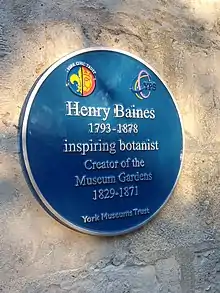 Henry Baines
1793-1878
inspiring botanist
Creator of the
Museum Gardens
1829-1871
York Museums Trust